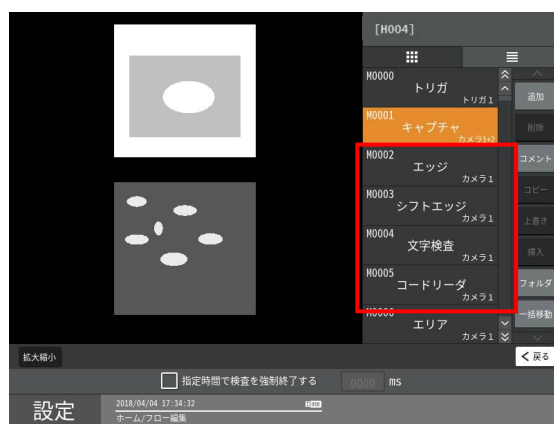 [H004]
M0000
トリガ
トリガ1
追加
M0001
キャプチャ
カメラ1+2
削除
M0002
エッジ
カメラ1
コメント
M0003
シフトエッジ
カメラ1
コピー
上書き
M0004
文字検査
カメラ1
挿入
M0005
コードリーダ
カメラ1
フォルダ
M0006
エリア
カメラ1
一括移動
拡大縮小
戻る
指定時間で検査を強制終了する
0000 ms
設定
2018/04/04 17:34:32
ホーム/フロー編集